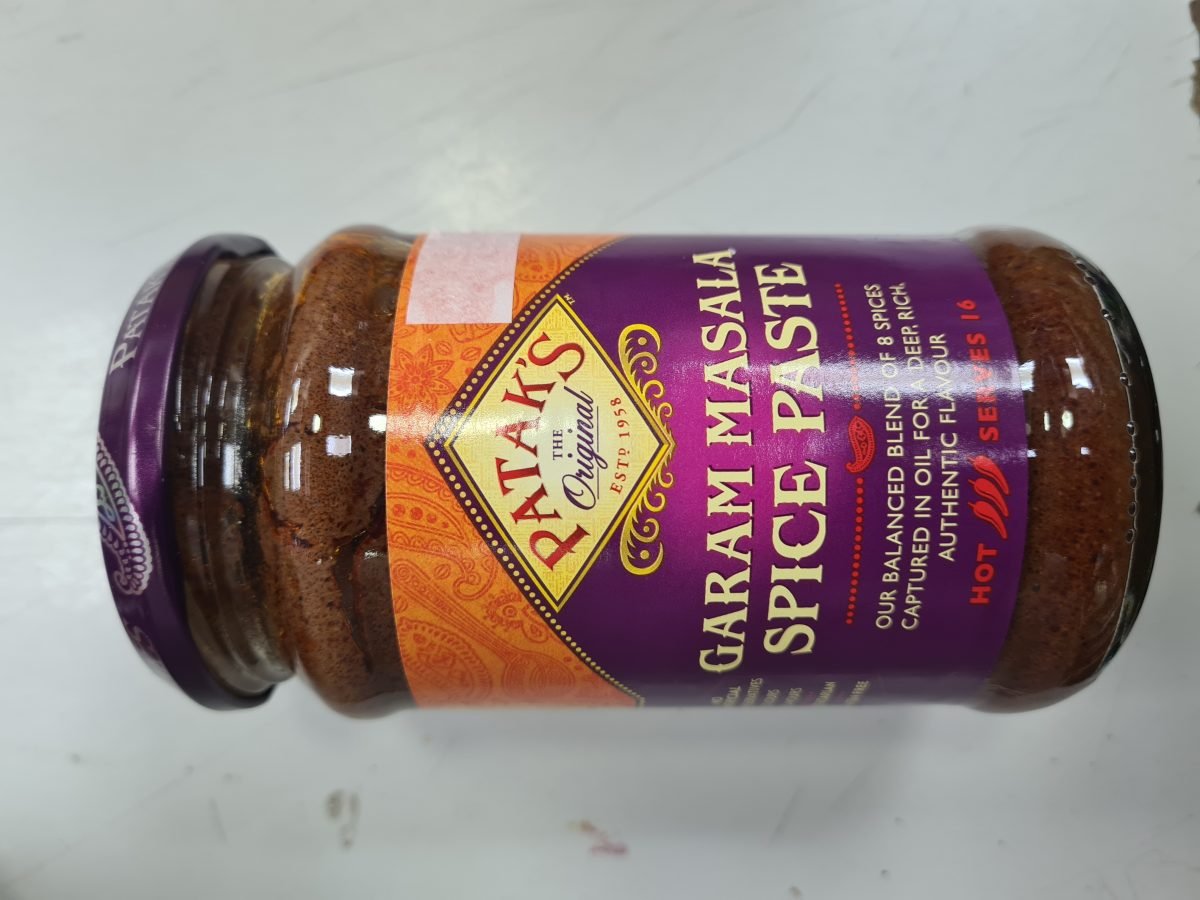 PATAK'S
THE
Original
ESTD 1958
GARAM MASALA
SPICE PASTE
OUR BALANCED BLEND OF 8 SPICES
CAPTURED IN OIL FOR A DEEP, RICH,
AUTHENTIC FLAVOUR
HOT SERVES 16